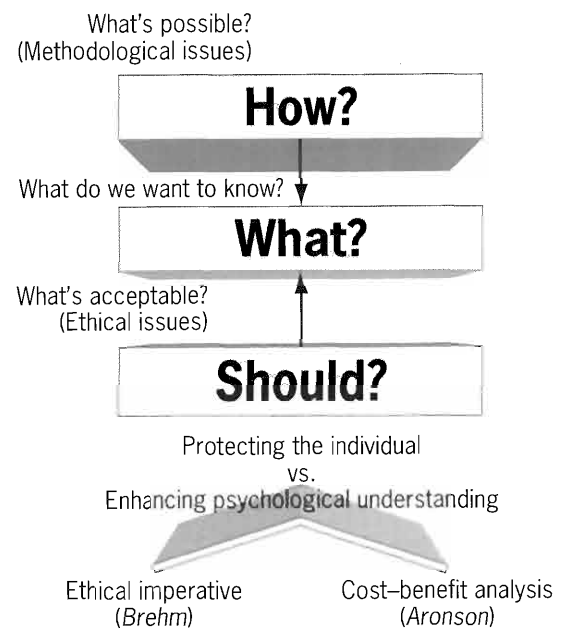 What's possible?
(Methodological issues)
How?
What do we want to know?
What?
What's acceptable?
(Ethical issues)
Should?
Protecting the individual
vs.
Enhancing psychological understanding
Ethical imperative
(Brehm)
Cost–benefit analysis
(Aronson)